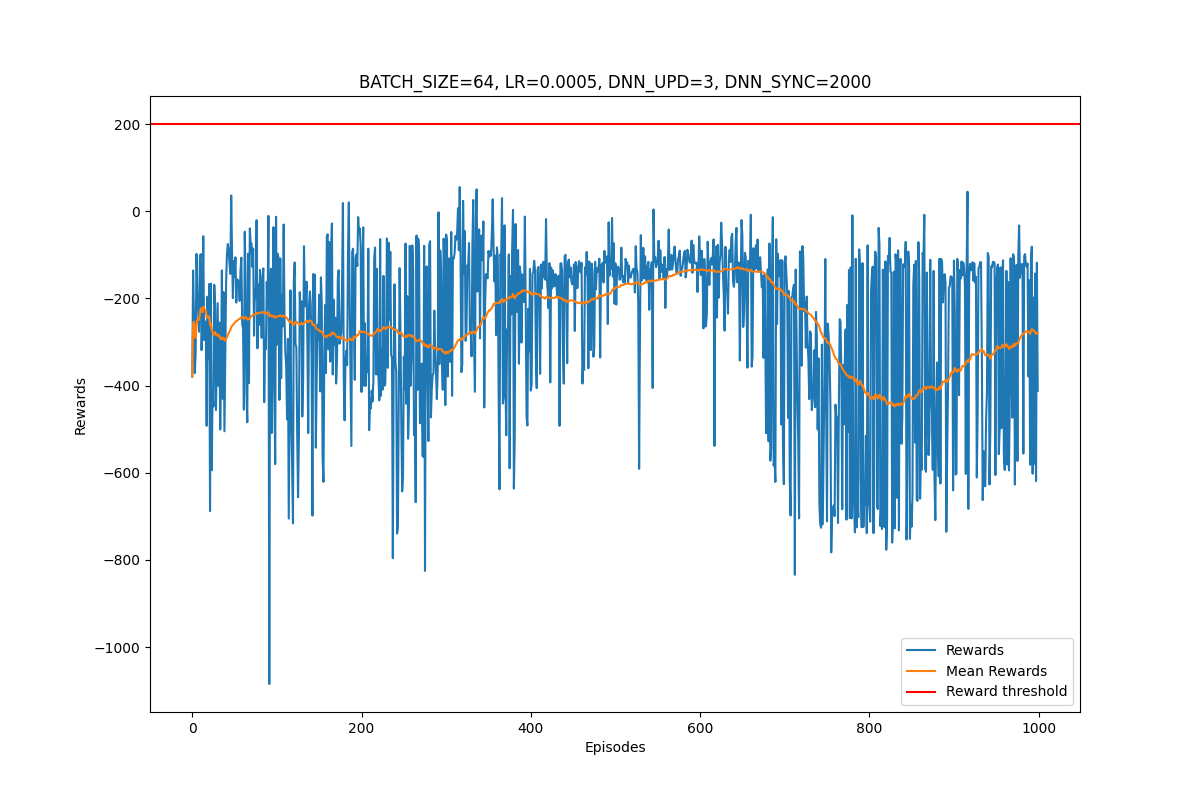 BATCH_SIZE=64, LR=0.0005, DNN_UPD=3, DNN_SYNC=2000
200
0
−200
−400
−600
−800
−1000
Rewards
0
200
400
600
800
1000
Episodes
Rewards
Mean Rewards
Reward threshold